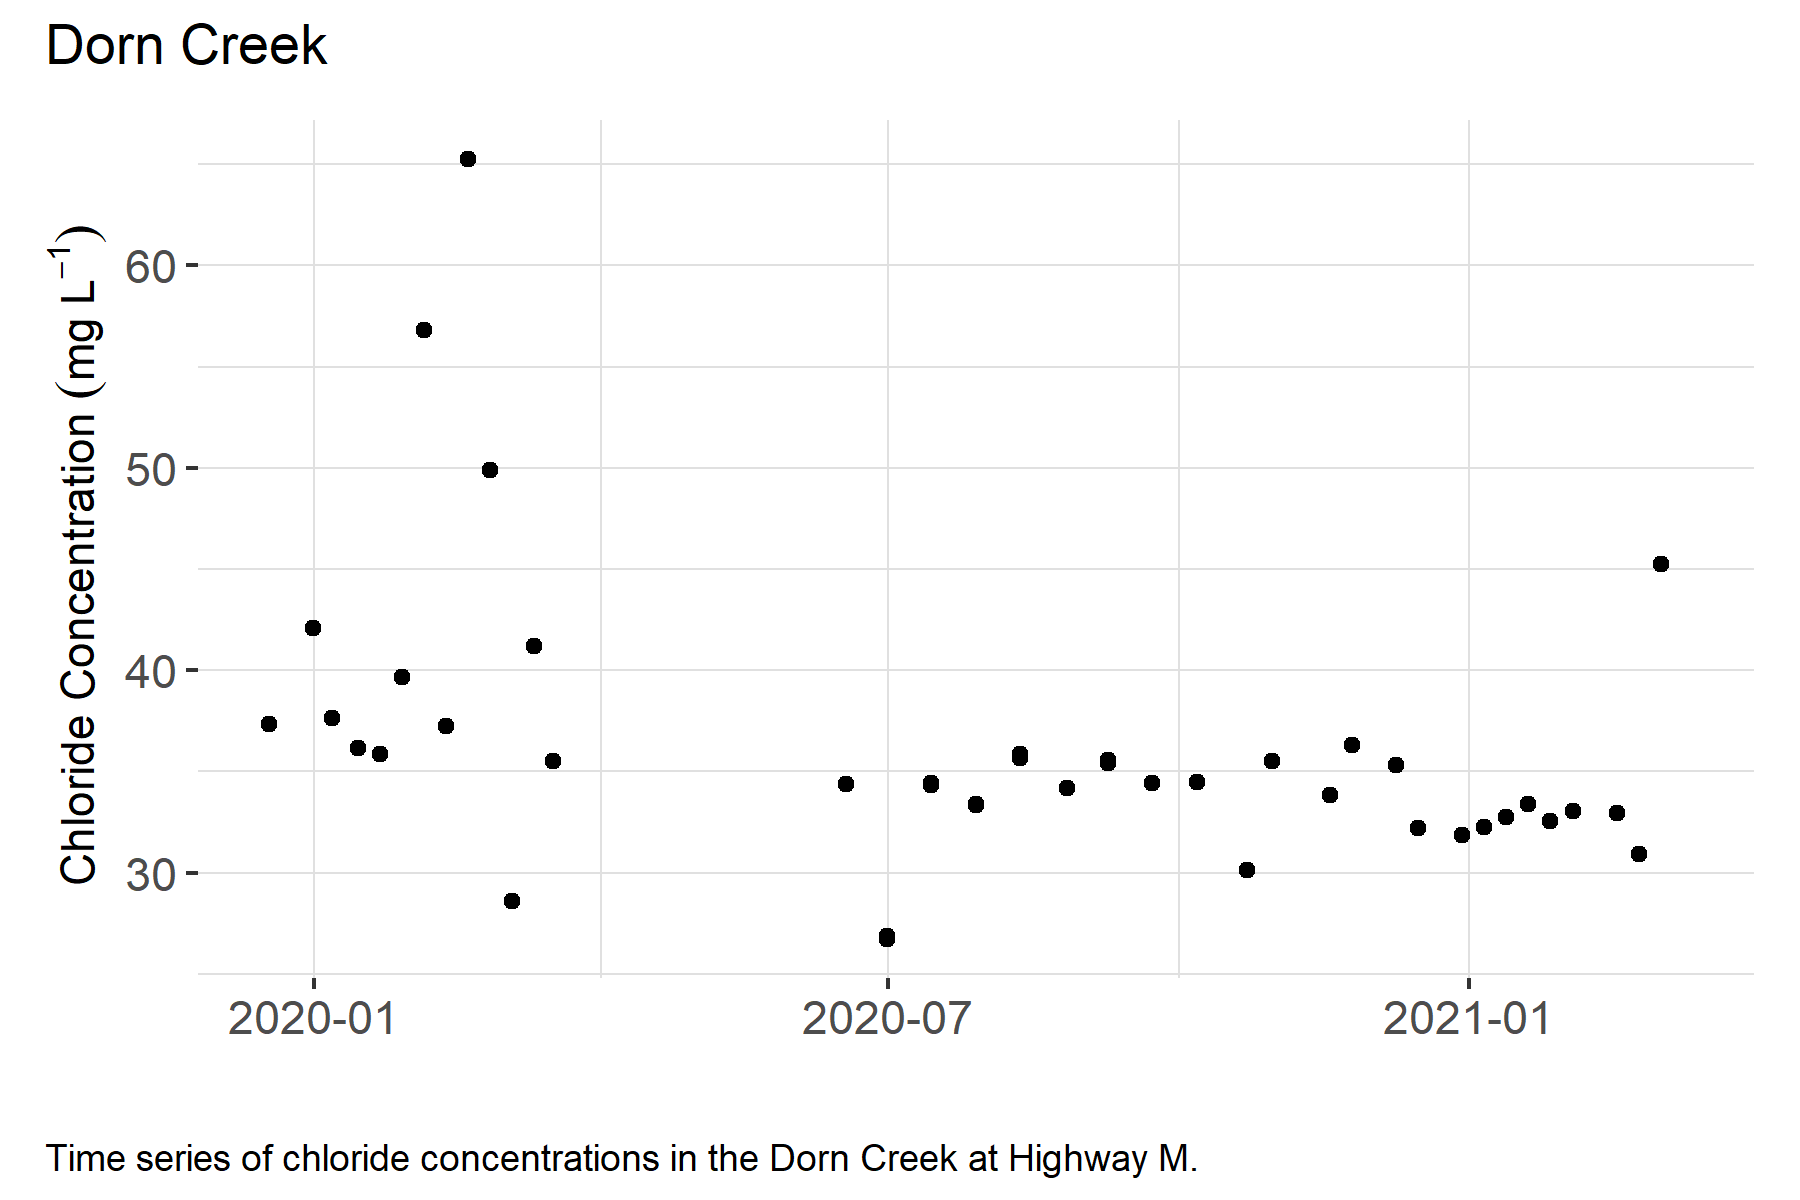 Dorn Creek
Chloride Concentration (mg L⁻¹)
60
50
40
30
2020-01 2020-07 2021-01
Time series of chloride concentrations in the Dorn Creek at Highway M.